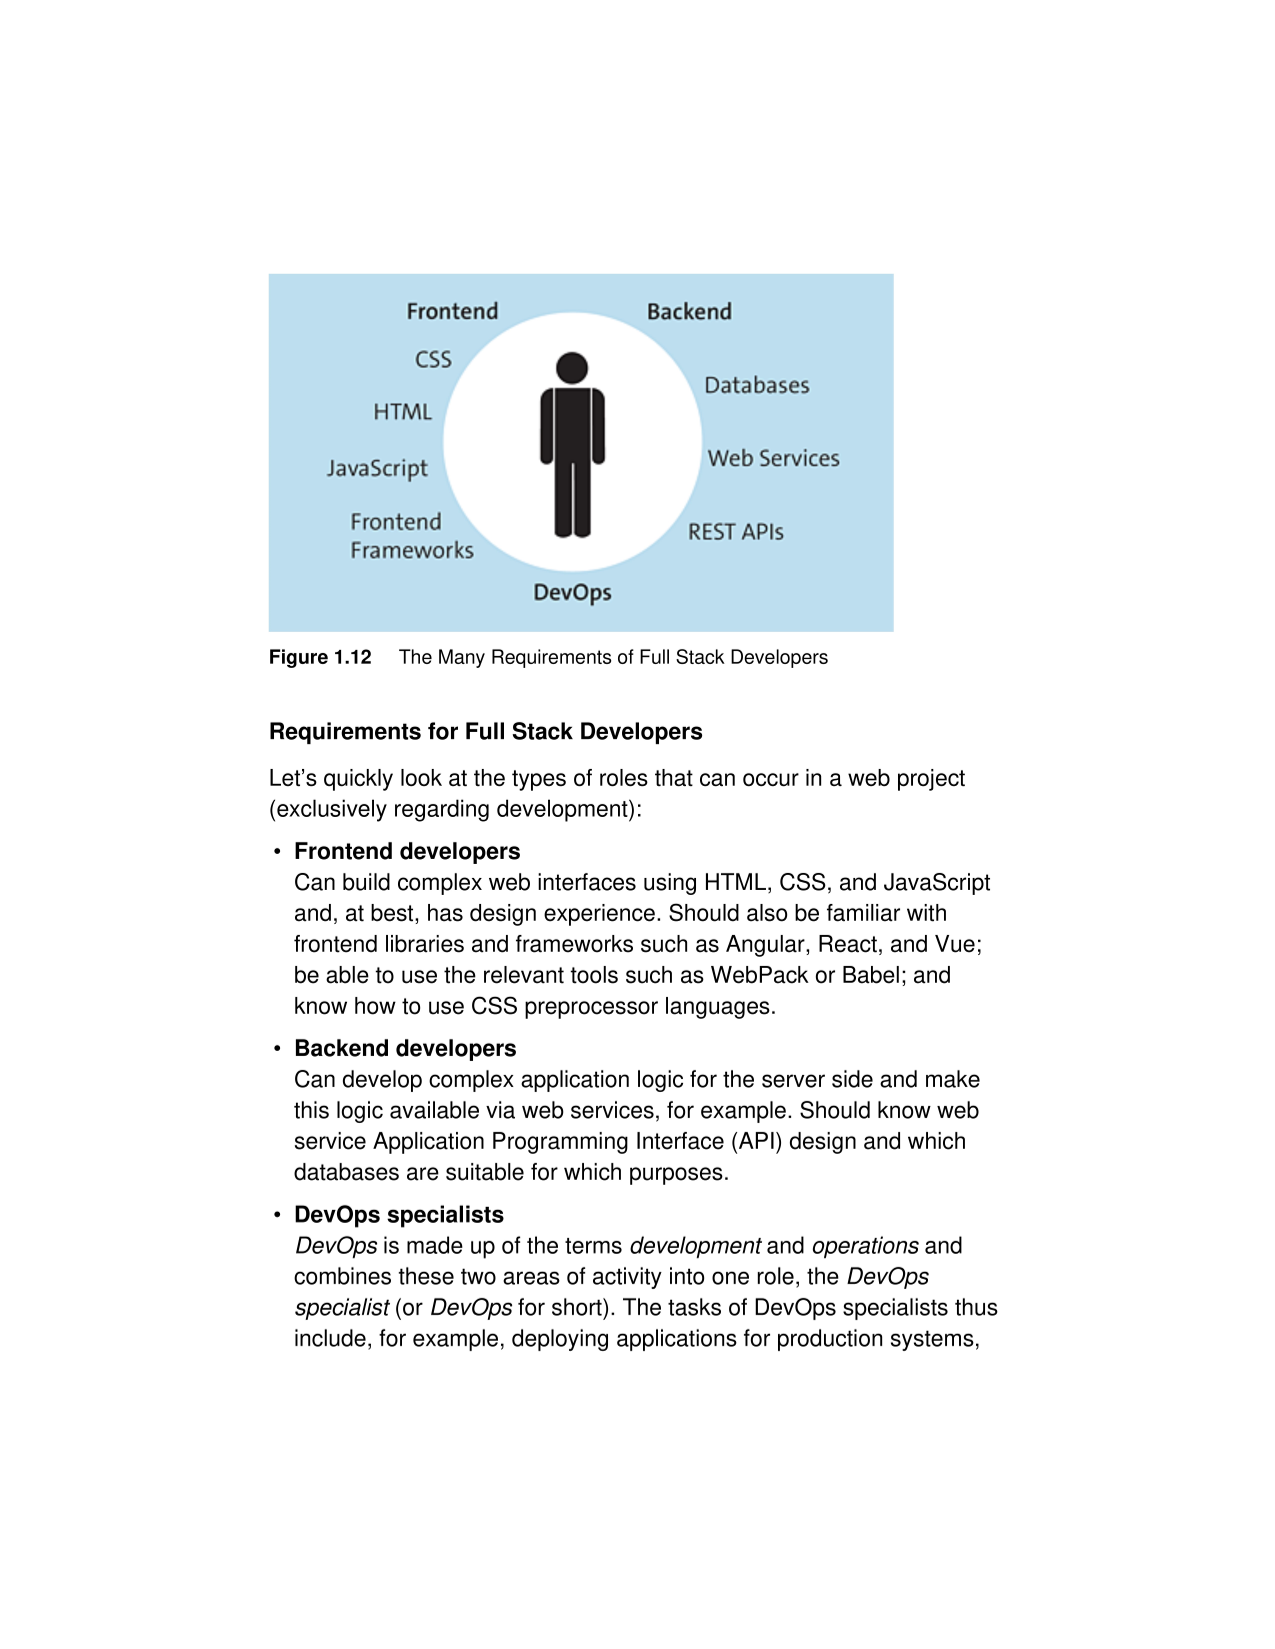 Frontend
Backend
CSS
Databases
HTML
Web Services
JavaScript
Frontend
Frameworks
REST APIs
DevOps
Figure 1.12 The Many Requirements of Full Stack Developers
Requirements for Full Stack Developers
Let’s quickly look at the types of roles that can occur in a web project
(exclusively regarding development):
• Frontend developers
Can build complex web interfaces using HTML, CSS, and JavaScript
and, at best, has design experience. Should also be familiar with
frontend libraries and frameworks such as Angular, React, and Vue;
be able to use the relevant tools such as WebPack or Babel; and
know how to use CSS preprocessor languages.
• Backend developers
Can develop complex application logic for the server side and make
this logic available via web services, for example. Should know web
service Application Programming Interface (API) design and which
databases are suitable for which purposes.
• DevOps specialists
DevOps is made up of the terms development and operations and
combines these two areas of activity into one role, the DevOps
specialist (or DevOps for short). The tasks of DevOps specialists thus
include, for example, deploying applications for production systems,